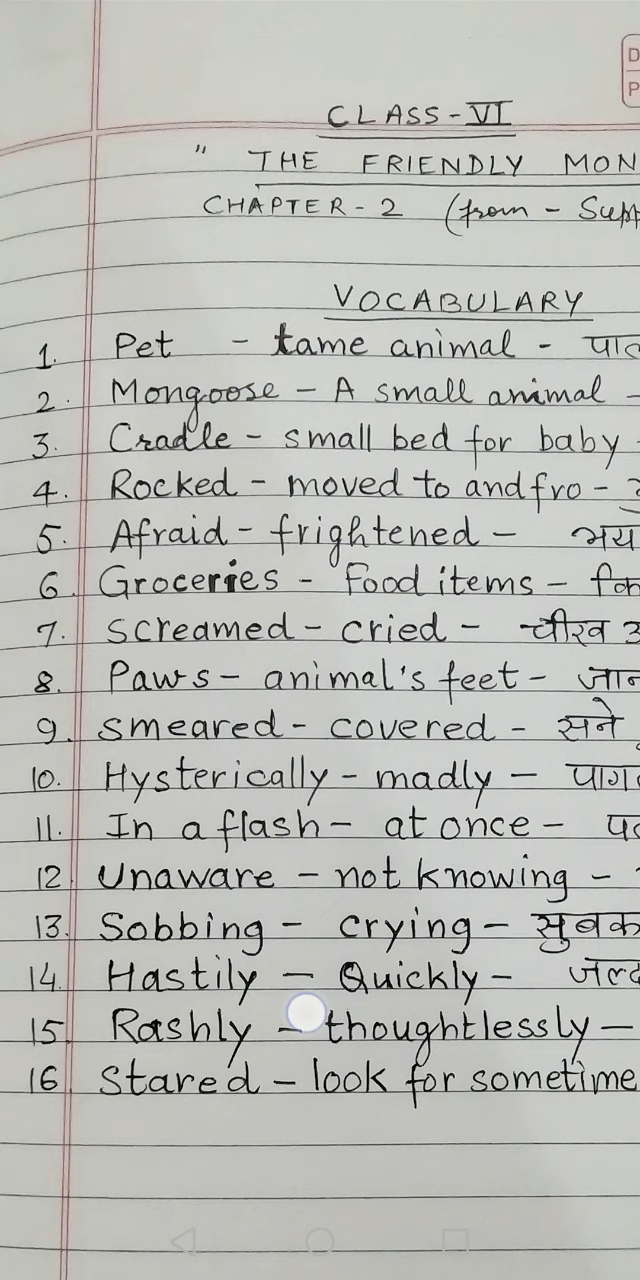 D
P
CLASS-VI
" THE FRIENDLY MON
CHAPTER-2 (from - Supp
VOCABULARY
1. Pet - tame animal -
2. Mongoose - A small animal -
3. Cradle - small bed for baby -
4. Rocked - moved to and fro -
5. Afraid - frightened - भय
6. Groceries - Food items -
7. Screamed - cried - चीख
8. Paws - animal's feet - जान
9. smeared - covered - सने
10. Hysterically - madly - पाग
11. In a flash - at once -
12 Unaware - not knowing -
13. Sobbing - crying - सुबक
14. Hastily - Quickly - जल्द
15. Rashly - thoughtlessly -
16 Stared - look for sometime